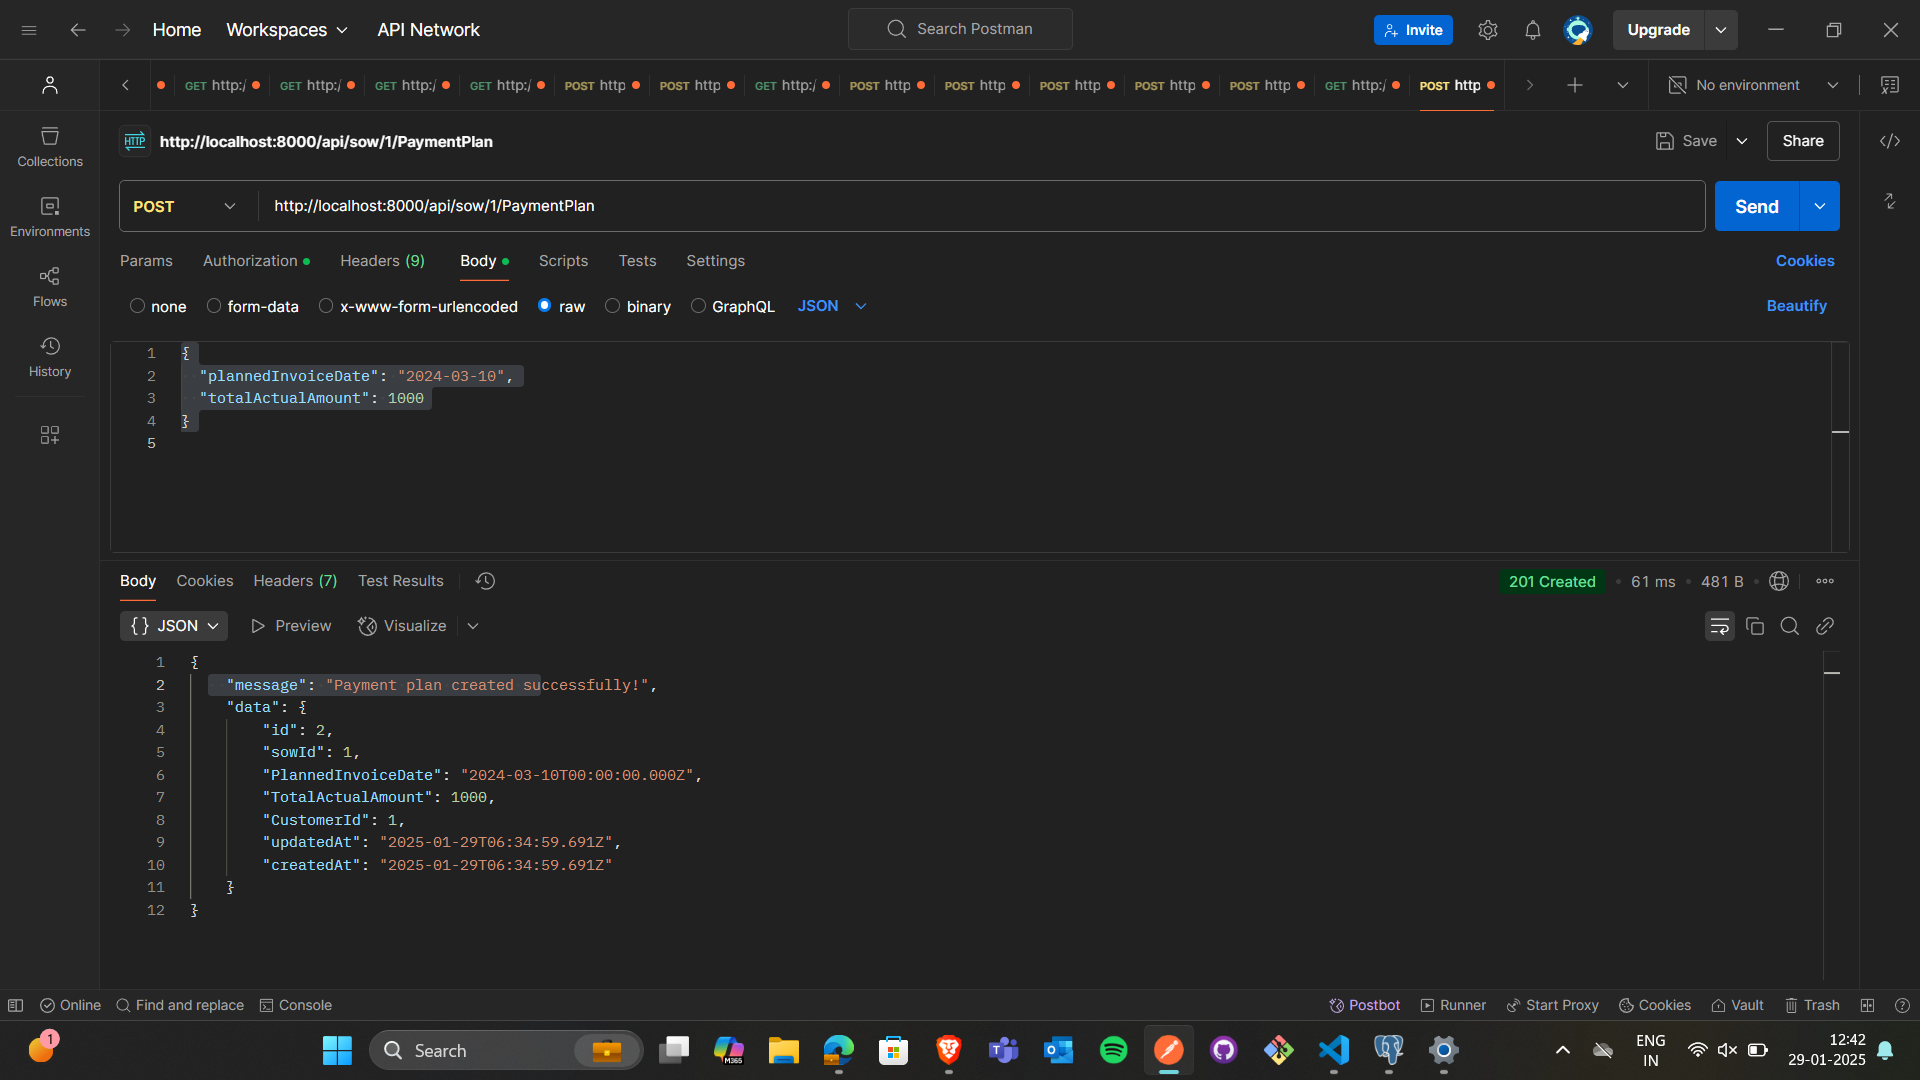 Home Workspaces API Network Search Postman Invite Upgrade
GET http:/ GET http:/ GET http:/ GET http:/ POST http POST http GET http:/ POST http POST http POST http POST http POST http GET http:/ POST http No environment
HTTP http://localhost:8000/api/sow/1/PaymentPlan Save Share
Collections
Environments
Flows
History
POST http://localhost:8000/api/sow/1/PaymentPlan Send
Params Authorization Headers (9) Body Scripts Tests Settings Cookies
none form-data x-www-form-urlencoded raw binary GraphQL JSON Beautify
1 {
2 "plannedInvoiceDate": "2024-03-10",
3 "totalActualAmount": 1000
4 }
5
Body Cookies Headers (7) Test Results 201 Created 61 ms 481 B
{} JSON Preview Visualize
1 {
2 "message": "Payment plan created successfully!",
3 "data": {
4 "id": 2,
5 "sowId": 1,
6 "PlannedInvoiceDate": "2024-03-10T00:00:00.000Z",
7 "TotalActualAmount": 1000,
8 "CustomerId": 1,
9 "updatedAt": "2025-01-29T06:34:59.691Z",
10 "createdAt": "2025-01-29T06:34:59.691Z"
11 }
12 }
Online Find and replace Console Postbot Runner Start Proxy Cookies Vault Trash
1 Search M365 ENG 12:42
IN 29-01-2025